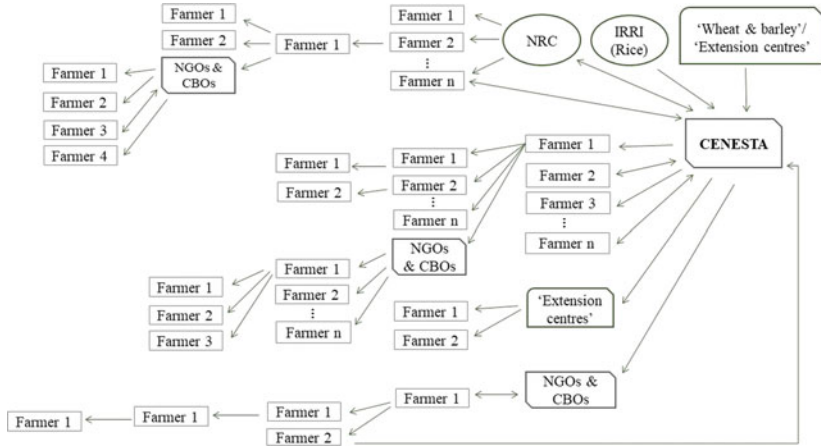 Farmer 1
Farmer 2
Farmer 1
NGOs &
CBOs
Farmer 1
Farmer 2
Farmer 3
Farmer 4
Farmer 1
Farmer 2
Farmer n
NRC
IRRI
(Rice)
‘Wheat & barley’/
‘Extension centres’
CENESTA
Farmer 1
Farmer 2
Farmer 3
Farmer n
Farmer 1
Farmer 2
Farmer n
Farmer 1
Farmer 2
NGOs
& CBOs
Farmer 1
Farmer 2
Farmer n
Farmer 1
Farmer 2
Farmer 3
‘Extension
centres’
Farmer 1
Farmer 2
NGOs &
CBOs
Farmer 1
Farmer 1
Farmer 2
Farmer 1
Farmer 1